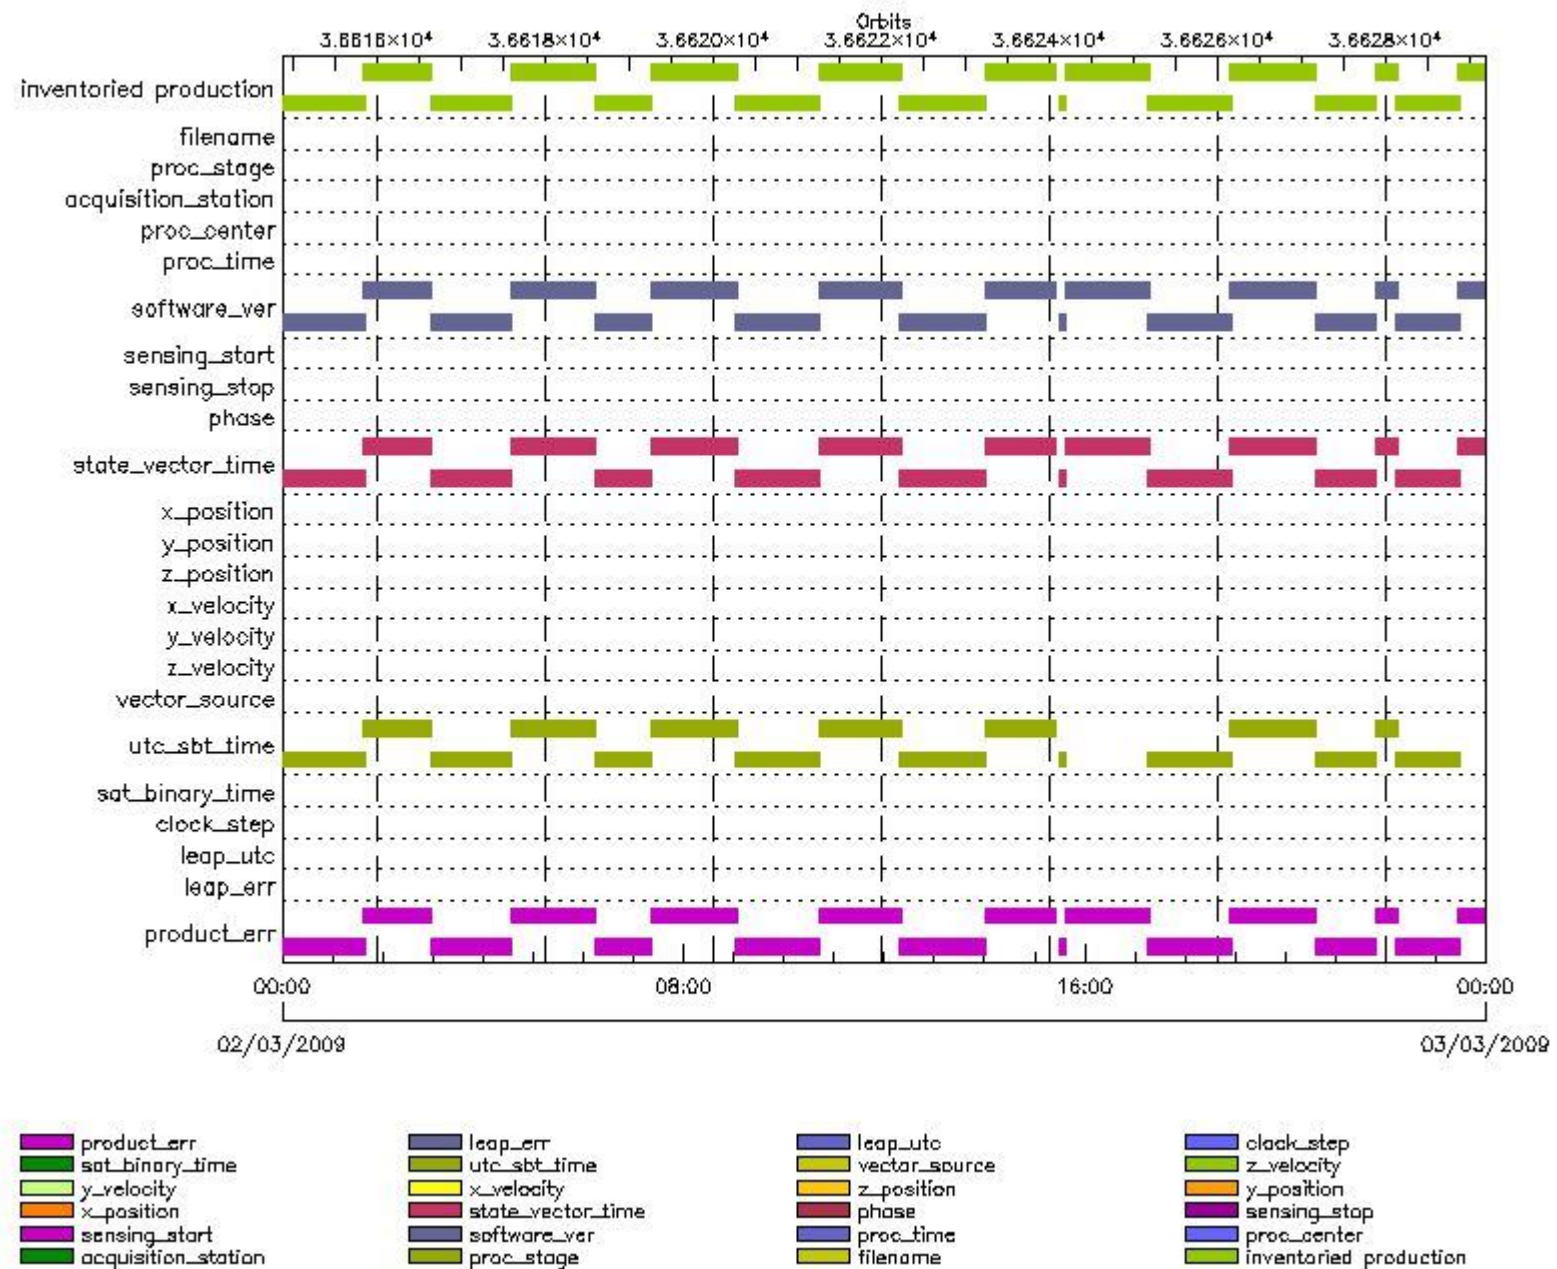 Orbits
3.6616×10⁴ 3.6618×10⁴ 3.6620×10⁴ 3.6622×10⁴ 3.6624×10⁴ 3.6626×10⁴ 3.6628×10⁴
inventoried production
filename
proc_stage
acquisition_station
proc_center
proc_time
software_ver
sensing_start
sensing_stop
phase
state_vector_time
x_position
y_position
z_position
x_velocity
y_velocity
z_velocity
vector_source
utc_sbt_time
sat_binary_time
clock_step
leap_utc
leap_err
product_err
00:00 08:00 16:00 00:00
02/03/2009 03/03/2009
product_err leap_err leap_utc clock_step
sat_binary_time utc_sbt_time vector_source z_velocity
y_velocity x_velocity z_position y_position
x_position state_vector_time phase sensing_stop
sensing_start software_ver proc_time proc_center
acquisition_station proc_stage filename inventoried production